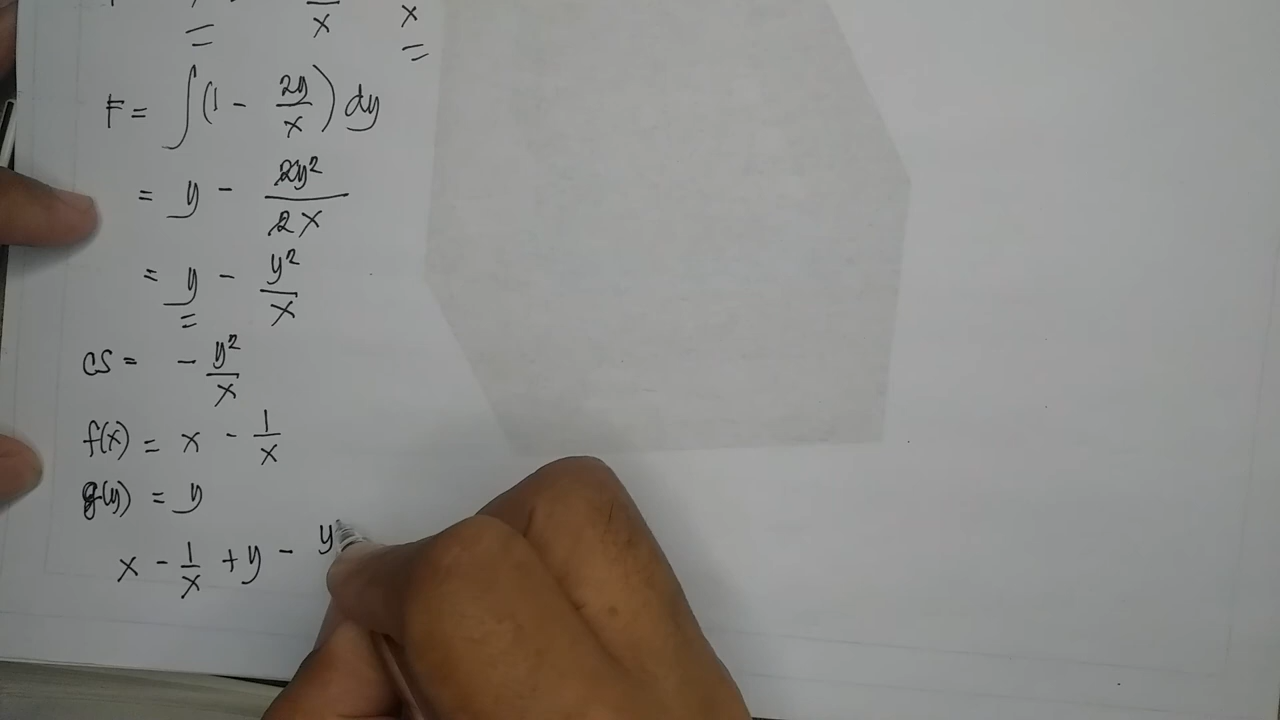 x x
F = ∫(1 - 2y/x) dy
= y - 2y²/2x
= y - y²/x
CS = - y²/x
f(x) = x - 1/x
g(y) = y
x - 1/x + y - y